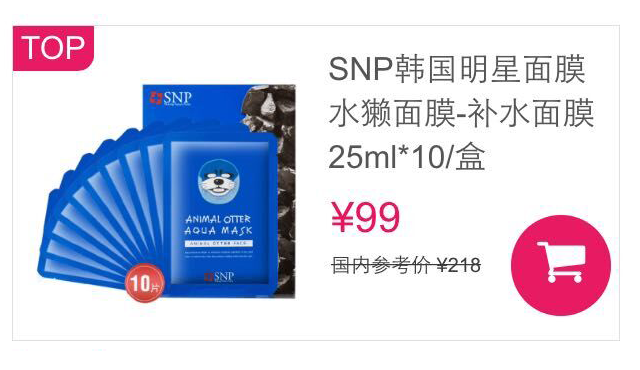 TOP
SNP韩国明星面膜
水獭面膜-补水面膜
25ml*10/盒
¥99
国内参考价 ¥218
SNP
ANIMAL OTTER
AQUA MASK
ANIMAL OTTER PACK
SNP
10片